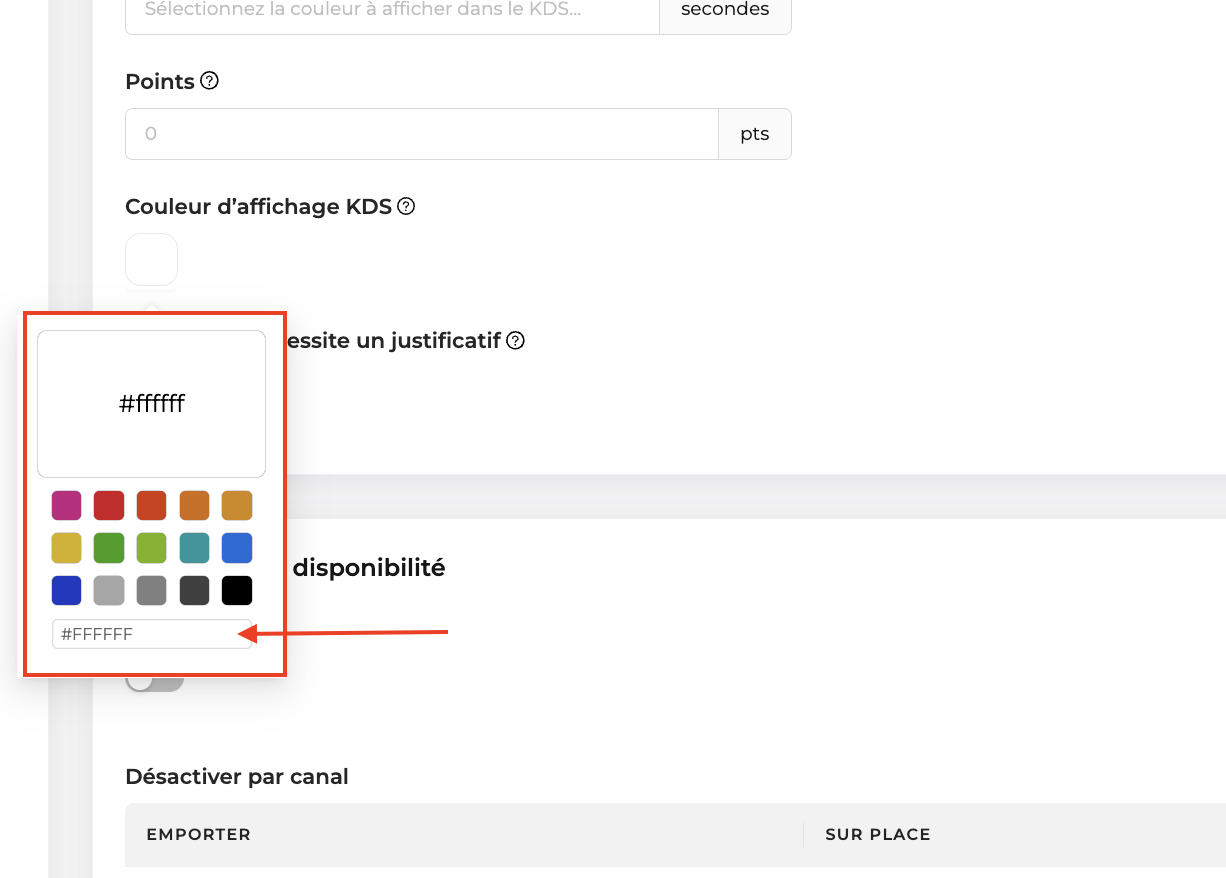 Sélectionnez la couleur à afficher dans le KDS...
secondes
Points ?
0
pts
Couleur d’affichage KDS ?
essite un justificatif ?
#ffffff
#FFFFFF
disponibilité
Désactiver par canal
EMPORTER
SUR PLACE